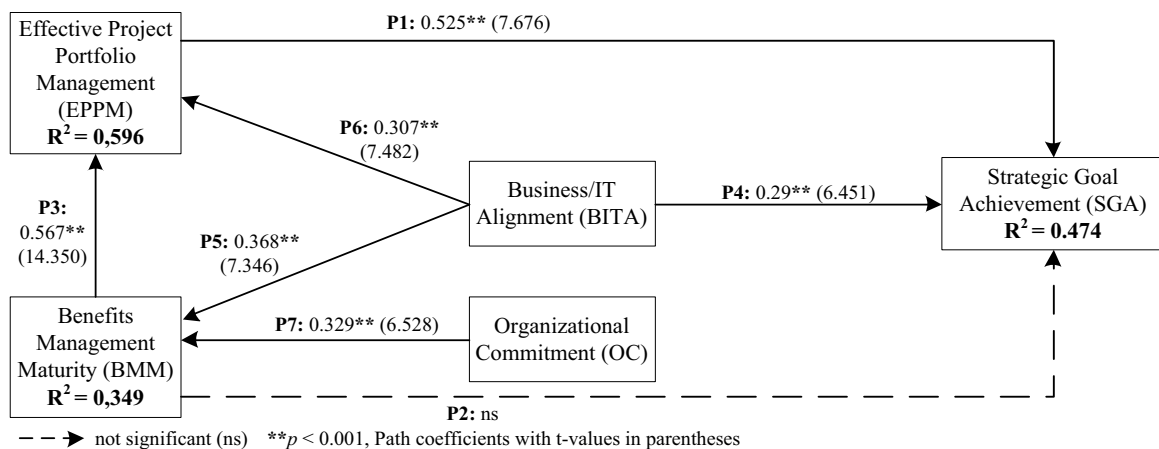 Effective Project
Portfolio
Management
(EPPM)
R² = 0,596
P1: 0.525** (7.676)
P6: 0.307**
(7.482)
Business/IT
Alignment (BITA)
P4: 0.29** (6.451)
Strategic Goal
Achievement (SGA)
R² = 0.474
P3:
0.567**
(14.350)
P5: 0.368**
(7.346)
Benefits
Management
Maturity (BMM)
R² = 0,349
P7: 0.329** (6.528)
Organizational
Commitment (OC)
P2: ns
not significant (ns) **p < 0.001, Path coefficients with t-values in parentheses